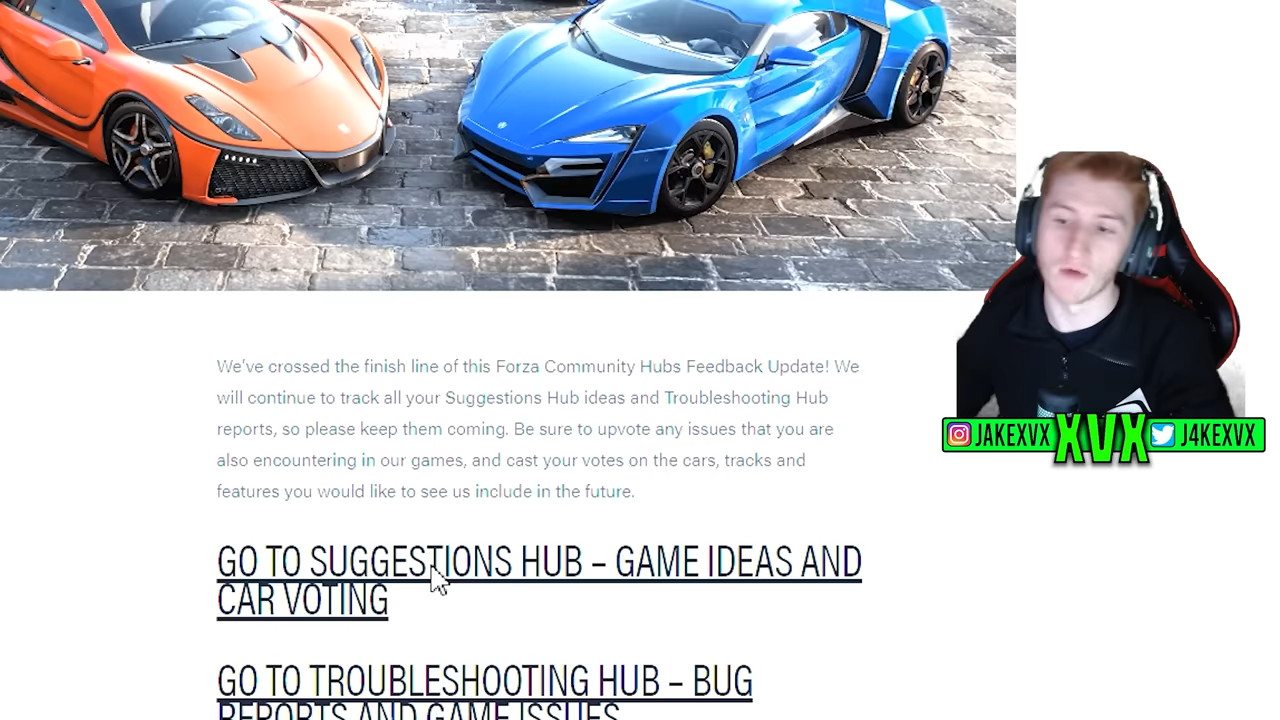 We've crossed the finish line of this Forza Community Hubs Feedback Update! We
will continue to track all your Suggestions Hub ideas and Troubleshooting Hub
reports, so please keep them coming. Be sure to upvote any issues that you are
also encountering in our games, and cast your votes on the cars, tracks and
features you would like to see us include in the future.
GO TO SUGGESTIONS HUB – GAME IDEAS AND
CAR VOTING
GO TO TROUBLESHOOTING HUB – BUG
REPORTS AND GAME ISSUES
JAKEXVX XVX J4KEXVX